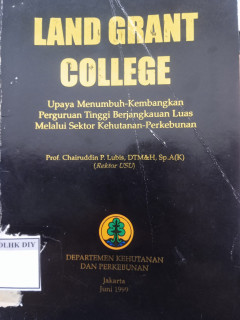 LAND GRANT
COLLEGE
Upaya Menumbuh-Kembangkan
Perguruan Tinggi Berjangkauan Luas
Melalui Sektor Kehutanan-Perkebunan
Prof. Chairuddin P. Lubis, DTM&H, Sp.A(K)
(Rektor USU)
DLHK DIY
DEPARTEMEN KEHUTANAN
DAN PERKEBUNAN
Jakarta
Juni 1999